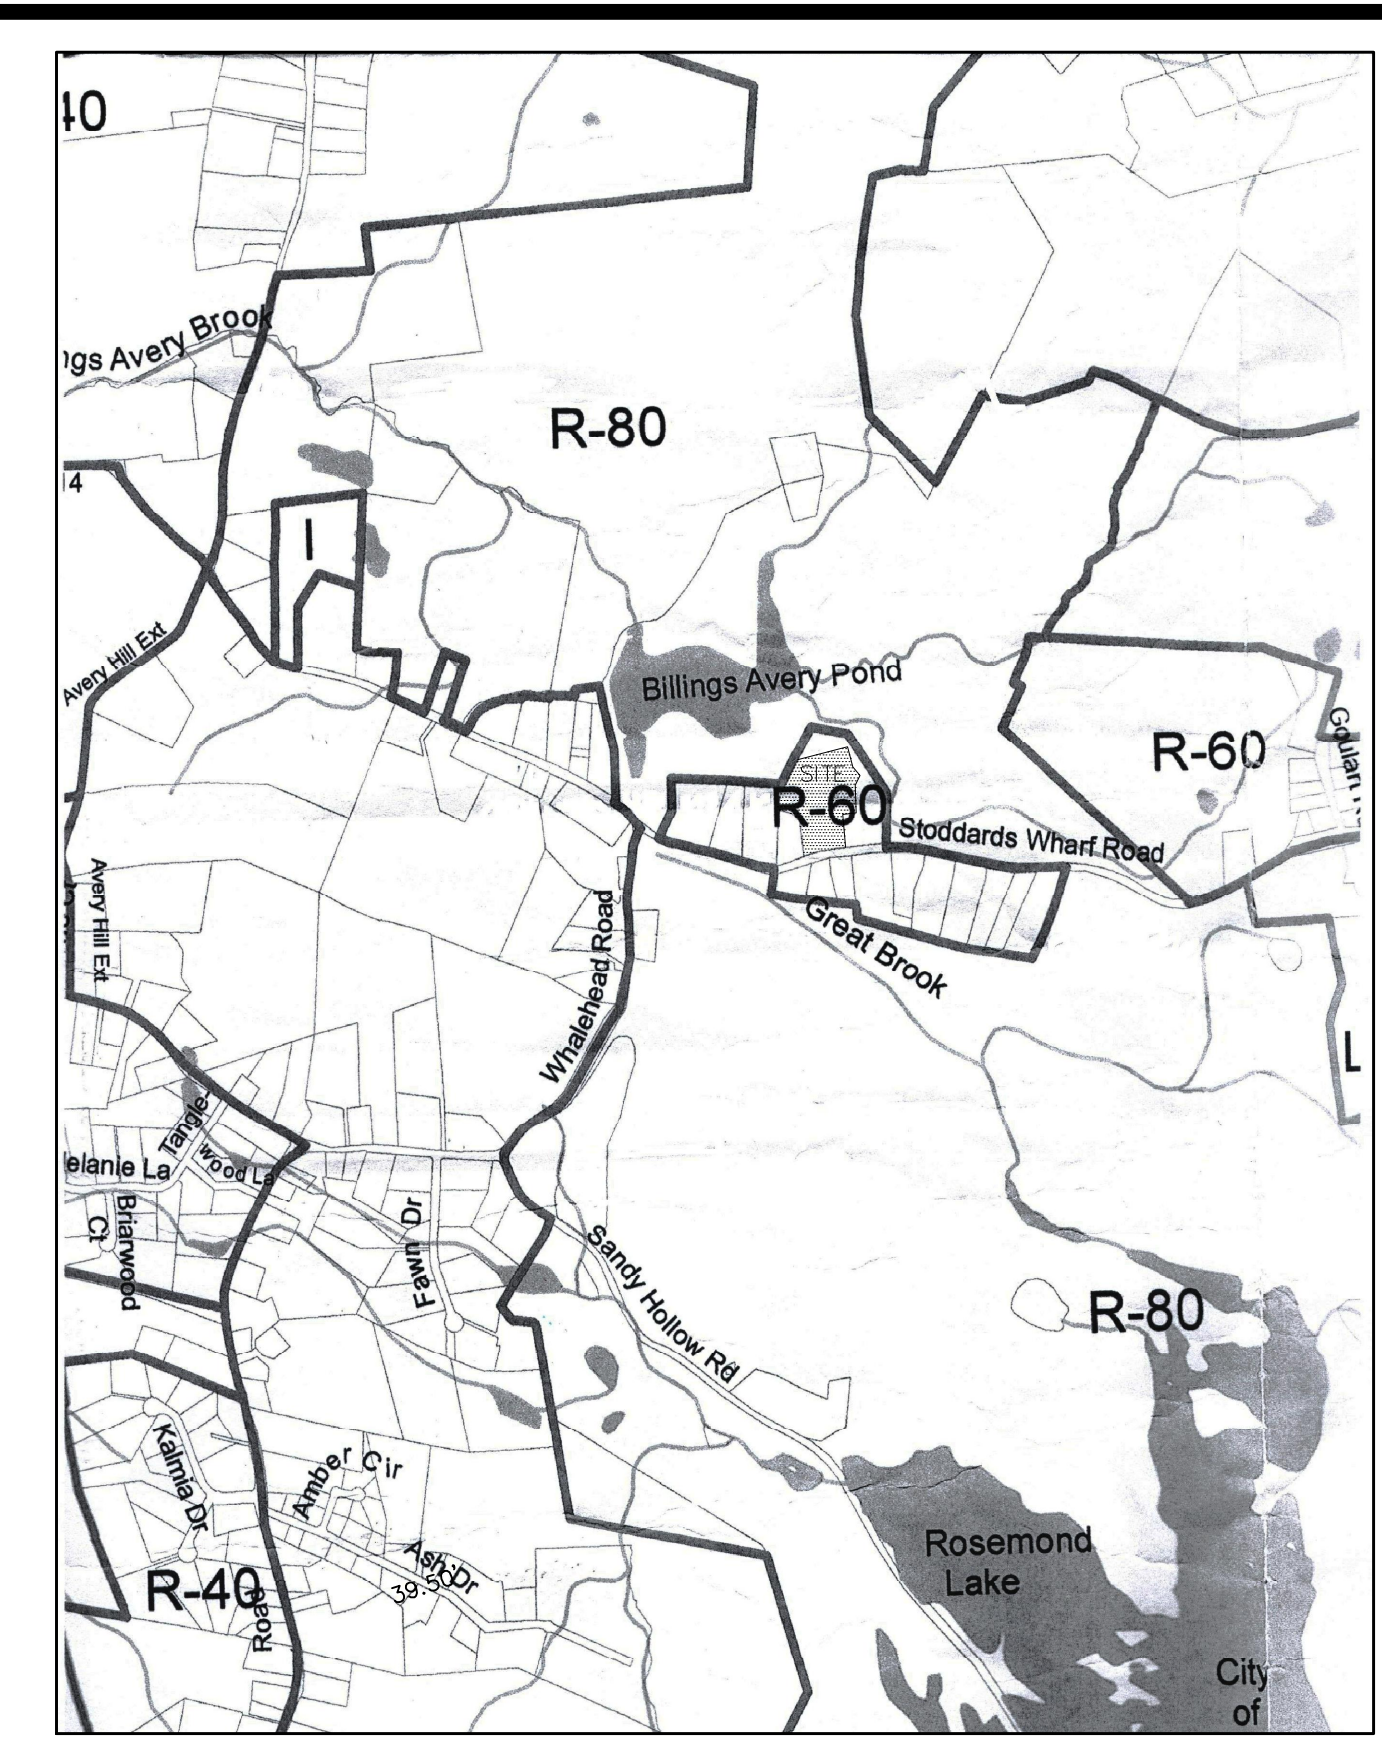 40
ngs Avery Brook
R-80
14
I
Avery Hill Ext
Billings Avery Pond
R-60
Goulart
SITE
R-60
Stoddards Wharf Road
Avery Hill Ext
Great Brook
Whalehead Road
L
Tangle-
wood La
elanie La
Briarwood
Ct
Fawn Dr
Sandy Hollow Rd
R-80
Kalmia Dr
Amber Cir
Ash Dr
39.50
Rosemond
Lake
R-40
Road
City
of